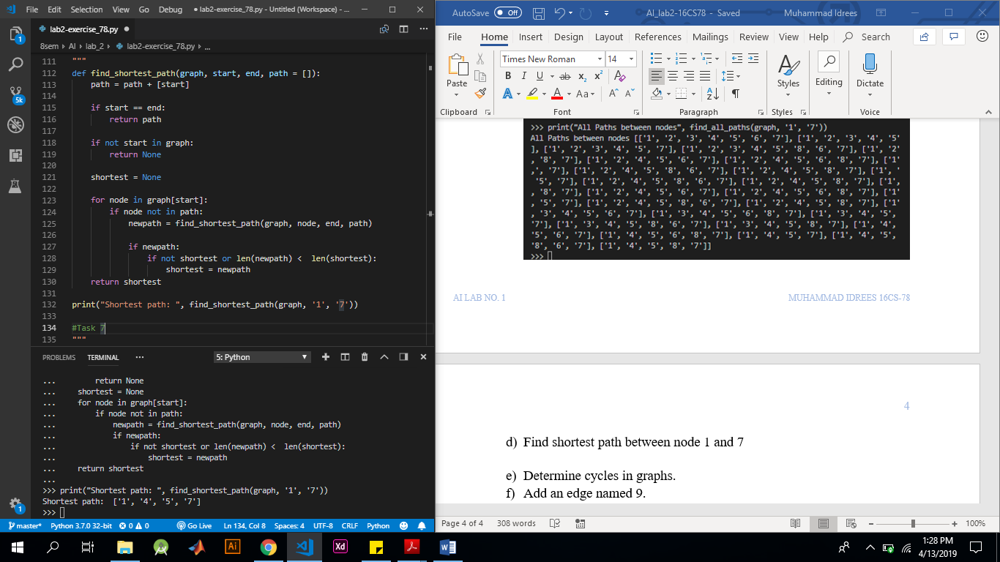 File Edit Selection View Go Debug ● lab2-exercise_78.py - Untitled (Workspace) - ...
lab2-exercise_78.py ●
8sem › AI › lab_2 › lab2-exercise_78.py › ...
111 """
112 def find_shortest_path(graph, start, end, path = []):
113 path = path + [start]
114
115 if start == end:
116 return path
117
118 if not start in graph:
119 return None
120
121 shortest = None
122
123 for node in graph[start]:
124 if node not in path:
125 newpath = find_shortest_path(graph, node, end, path)
126
127 if newpath:
128 if not shortest or len(newpath) <  len(shortest):
129 shortest = newpath
130 return shortest
131
132 print("Shortest path: ", find_shortest_path(graph, '1', '7'))
133
134 #Task 7
135 """
1
5k
1
PROBLEMS TERMINAL ... 5: Python
... return None
... shortest = None
... for node in graph[start]:
... if node not in path:
... newpath = find_shortest_path(graph, node, end, path)
... if newpath:
... if not shortest or len(newpath) <  len(shortest):
... shortest = newpath
... return shortest
...
>>> print("Shortest path: ", find_shortest_path(graph, '1', '7'))
Shortest path:  ['1', '4', '5', '7']
>>>
master* Python 3.7.0 32-bit 0 0 Go Live Ln 134, Col 8 Spaces: 4 UTF-8 CRLF Python
AutoSave Off AI_lab2-16CS78 - Saved Muhammad Idrees
File Home Insert Design Layout References Mailings Review View Help Search
Times New Roman 14
Paste B I U ab x₂ x² A
Styles Editing Dictate
A A Aa A A
Clipboard Font Paragraph Styles Voice
>>> print("All Paths between nodes", find_all_paths(graph, '1', '7'))
All Paths between nodes [['1', '2', '3', '4', '5', '6', '7'], ['1', '2', '3', '4', '5'
], ['1', '2', '3', '4', '5', '7'], ['1', '2', '3', '4', '5', '8', '6', '7'], ['1', '2'
, '8', '7'], ['1', '2', '4', '5', '6', '7'], ['1', '2', '4', '5', '6', '8', '7'], ['1'
,', '7'], ['1', '2', '4', '5', '8', '6', '7'], ['1', '2', '4', '5', '8', '7'], ['1', '
'5', '7'], ['1', '2', '4', '5', '8', '6', '7'], ['1', '2', '4', '5', '8', '7'], ['1',
, '8', '7'], ['1', '2', '4', '5', '6', '7'], ['1', '2', '4', '5', '6', '8', '7'], ['1'
, '5', '7'], ['1', '2', '4', '5', '8', '6', '7'], ['1', '2', '4', '5', '8', '7'], ['1'
, '3', '4', '5', '6', '7'], ['1', '3', '4', '5', '6', '8', '7'], ['1', '3', '4', '5',
'7'], ['1', '3', '4', '5', '8', '6', '7'], ['1', '3', '4', '5', '8', '7'], ['1', '4',
'5', '6', '7'], ['1', '4', '5', '6', '8', '7'], ['1', '4', '5', '7'], ['1', '4', '5',
'8', '6', '7'], ['1', '4', '5', '8', '7']]
>>>
AI LAB NO. 1 MUHAMMAD IDREES 16CS-78
4
d) Find shortest path between node 1 and 7
e) Determine cycles in graphs.
f) Add an edge named 9.
Page 4 of 4 308 words 100%
Ai Xd 1:28 PM
4/13/2019